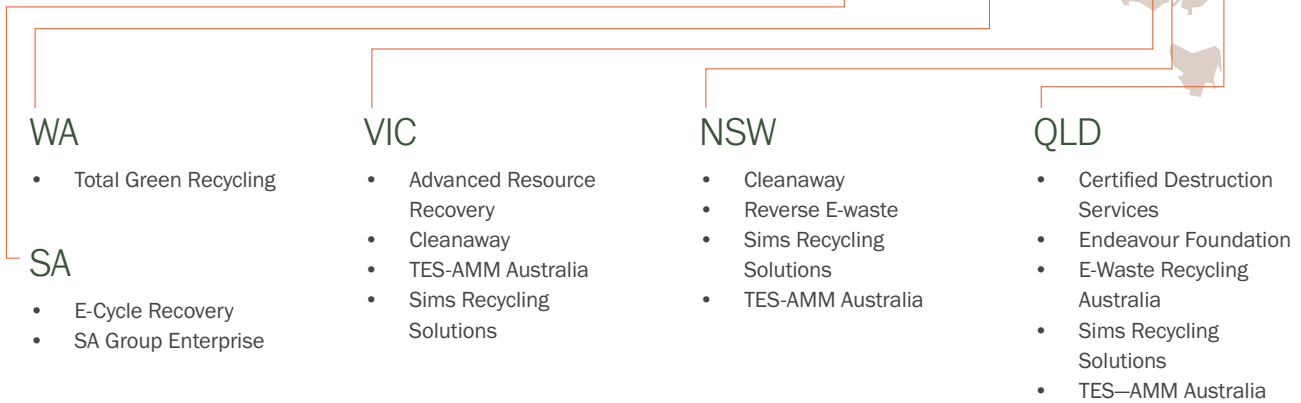 WA
• Total Green Recycling
SA
• E-Cycle Recovery
• SA Group Enterprise
VIC
• Advanced Resource
Recovery
• Cleanaway
• TES-AMM Australia
• Sims Recycling
Solutions
NSW
• Cleanaway
• Reverse E-waste
• Sims Recycling
Solutions
• TES-AMM Australia
QLD
• Certified Destruction
Services
• Endeavour Foundation
• E-Waste Recycling
Australia
• Sims Recycling
Solutions
• TES—AMM Australia